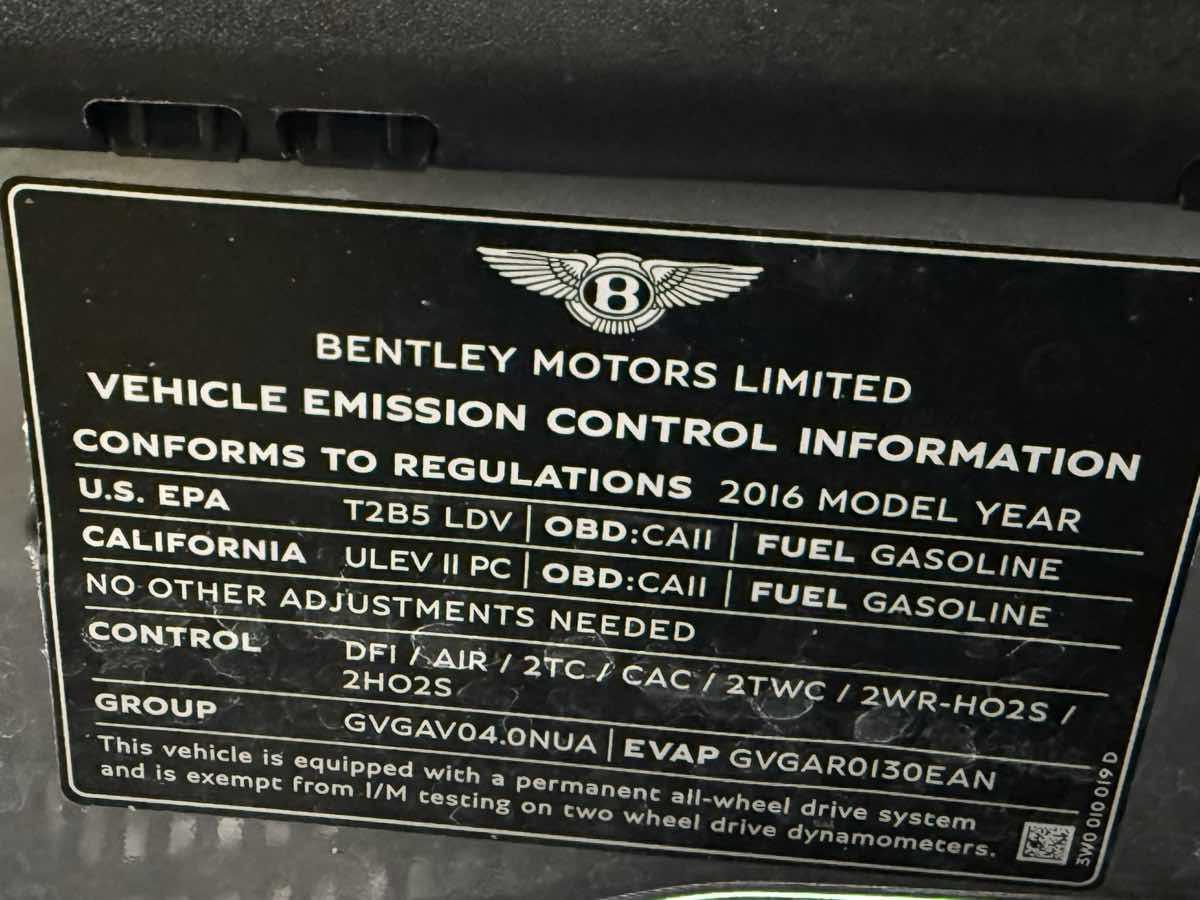 B
BENTLEY MOTORS LIMITED
VEHICLE EMISSION CONTROL INFORMATION
CONFORMS TO REGULATIONS 2016 MODEL YEAR
U.S. EPA T2B5 LDV | OBD:CAII | FUEL GASOLINE
CALIFORNIA ULEV II PC | OBD:CAII | FUEL GASOLINE
NO OTHER ADJUSTMENTS NEEDED
CONTROL DFI / AIR / 2TC / CAC / 2TWC / 2WR-HO2S /
2HO2S
GROUP GVGAV04.0NUA | EVAP GVGAR0130EAN
This vehicle is equipped with a permanent all-wheel drive system
and is exempt from I/M testing on two wheel drive dynamometers.
3W0 010 019 D